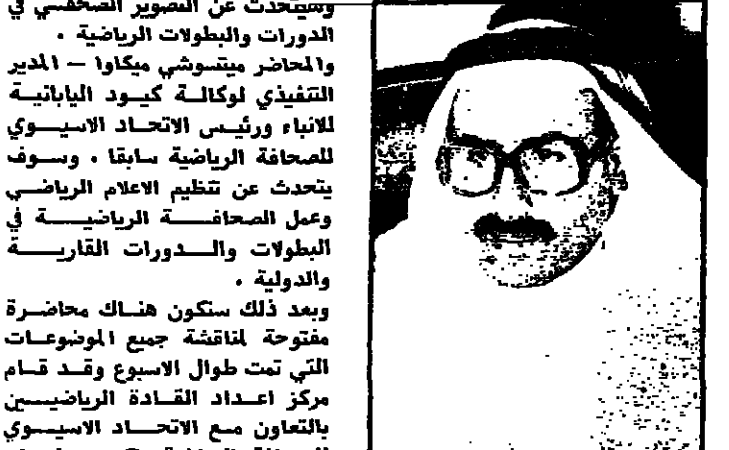 وسيتحدث عن التصوير الصحفي في
الدورات والبطولات الرياضية .
والمحاضر ميتسوشي ميكاوا – المدير
التنفيذي لوكالة كيود اليابانية
للانباء ورئيس الاتحاد الاسيوي
للصحافة الرياضية سابقا . وسوف
يتحدث عن تنظيم الاعلام الرياضي
وعمل الصحافة الرياضية في
البطولات والدورات القارية
والدولية .
وبعد ذلك ستكون هناك محاضرة
مفتوحة لمناقشة جميع الموضوعات
التي تمت طوال الاسبوع وقد قام
مركز اعداد القادة الرياضيين
بالتعاون مع الاتحاد الاسيوي